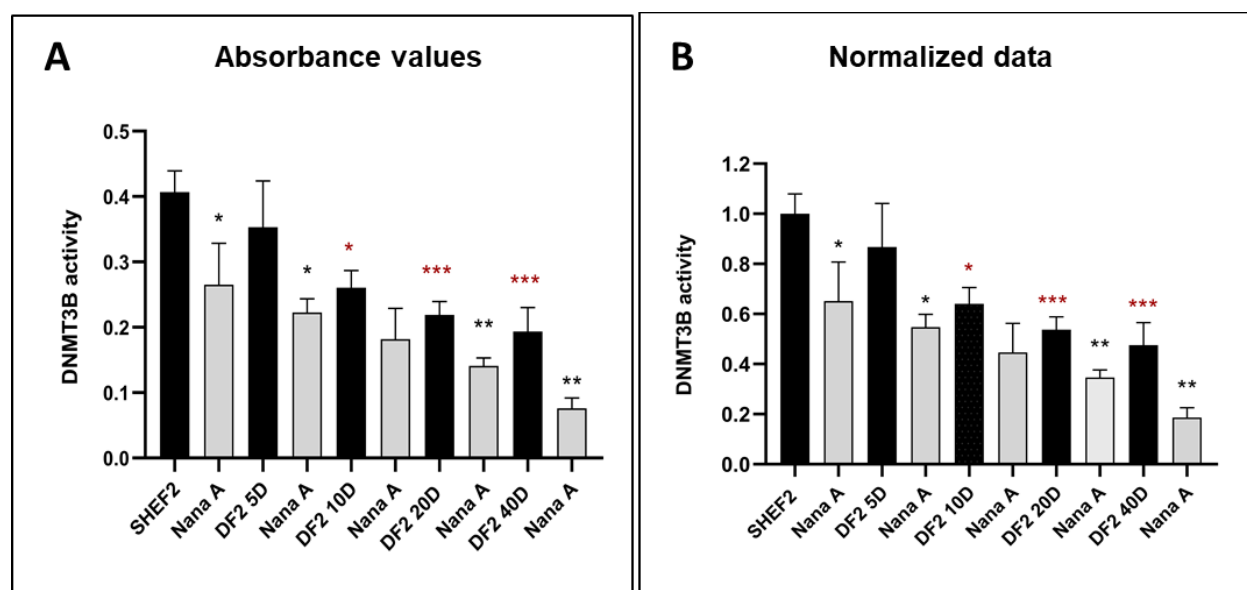 A
Absorbance values
DNMT3B activity
0.5
0.4
0.3
0.2
0.1
0.0
*
*
*
***
**
***
**
SHEF2
Nana A
DF2 5D
Nana A
DF2 10D
Nana A
DF2 20D
Nana A
DF2 40D
Nana A
B
Normalized data
DNMT3B activity
1.2
1.0
0.8
0.6
0.4
0.2
0.0
*
*
*
***
**
***
**
SHEF2
Nana A
DF2 5D
Nana A
DF2 10D
Nana A
DF2 20D
Nana A
DF2 40D
Nana A